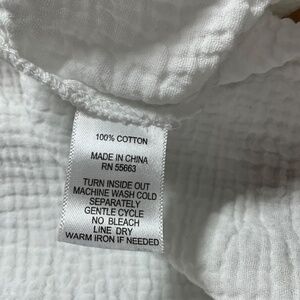 100% COTTON
MADE IN CHINA
RN 55663
TURN INSIDE OUT
MACHINE WASH COLD
SEPARATELY
GENTLE CYCLE
NO BLEACH
LINE DRY
WARM IRON IF NEEDED